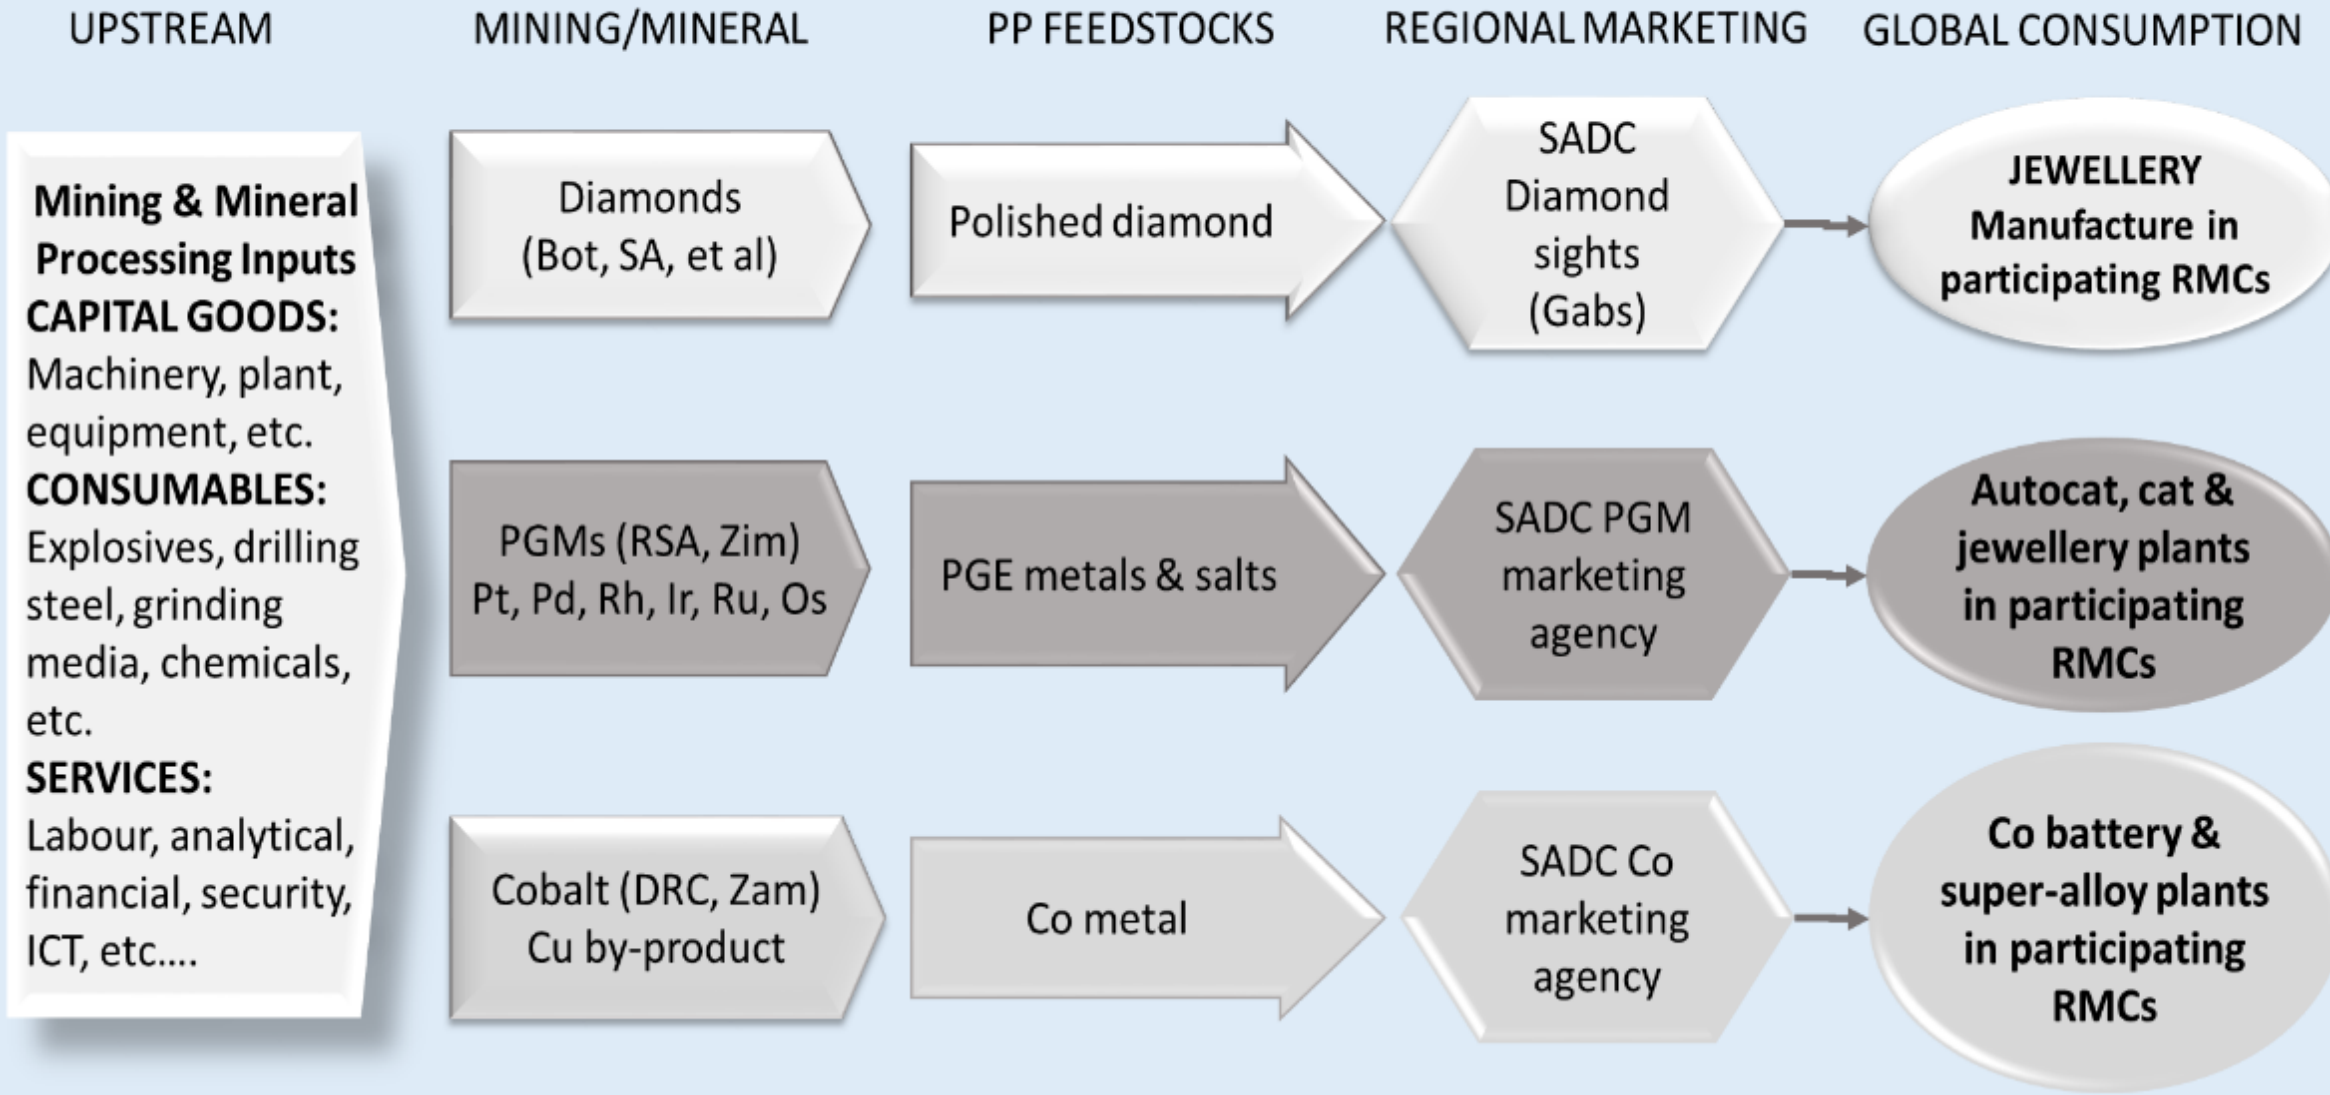 UPSTREAM
MINING/MINERAL
PP FEEDSTOCKS
REGIONAL MARKETING
GLOBAL CONSUMPTION
Mining & Mineral
Processing Inputs
CAPITAL GOODS:
Machinery, plant,
equipment, etc.
CONSUMABLES:
Explosives, drilling
steel, grinding
media, chemicals,
etc.
SERVICES:
Labour, analytical,
financial, security,
ICT, etc....
Diamonds
(Bot, SA, et al)
Polished diamond
SADC
Diamond
sights
(Gabs)
JEWELLERY
Manufacture in
participating RMCs
PGMs (RSA, Zim)
Pt, Pd, Rh, Ir, Ru, Os
PGE metals & salts
SADC PGM
marketing
agency
Autocat, cat &
jewellery plants
in participating
RMCs
Cobalt (DRC, Zam)
Cu by-product
Co metal
SADC Co
marketing
agency
Co battery &
super-alloy plants
in participating
RMCs